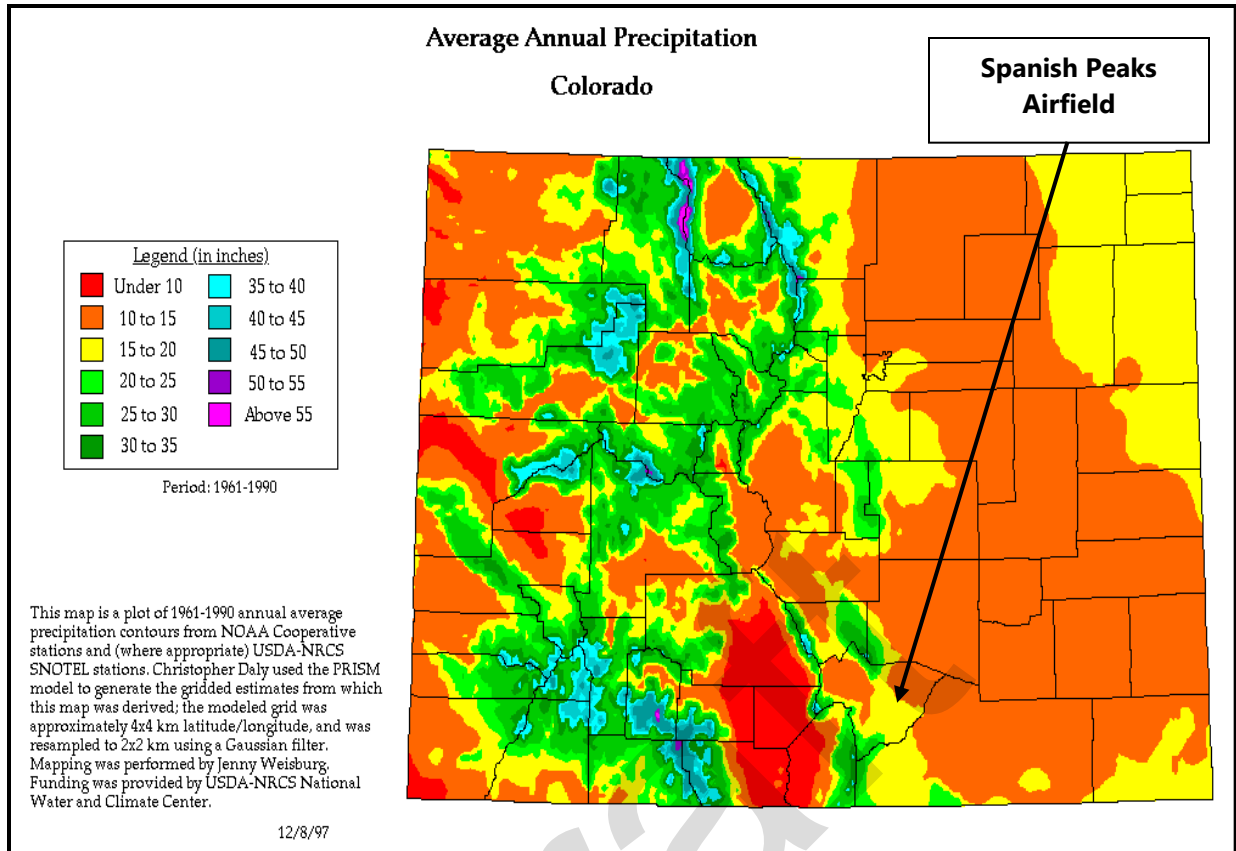 Average Annual Precipitation
Colorado
Spanish Peaks
Airfield
Legend (in inches)
Under 10
35 to 40
10 to 15
40 to 45
15 to 20
45 to 50
20 to 25
50 to 55
25 to 30
Above 55
30 to 35
Period: 1961-1990
This map is a plot of 1961-1990 annual average
precipitation contours from NOAA Cooperative
stations and (where appropriate) USDA-NRCS
SNOTEL stations. Christopher Daly used the PRISM
model to generate the gridded estimates from which
this map was derived; the modeled grid was
approximately 4x4 km latitude/longitude, and was
resampled to 2x2 km using a Gaussian filter.
Mapping was performed by Jenny Weisburg.
Funding was provided by USDA-NRCS National
Water and Climate Center.
12/8/97